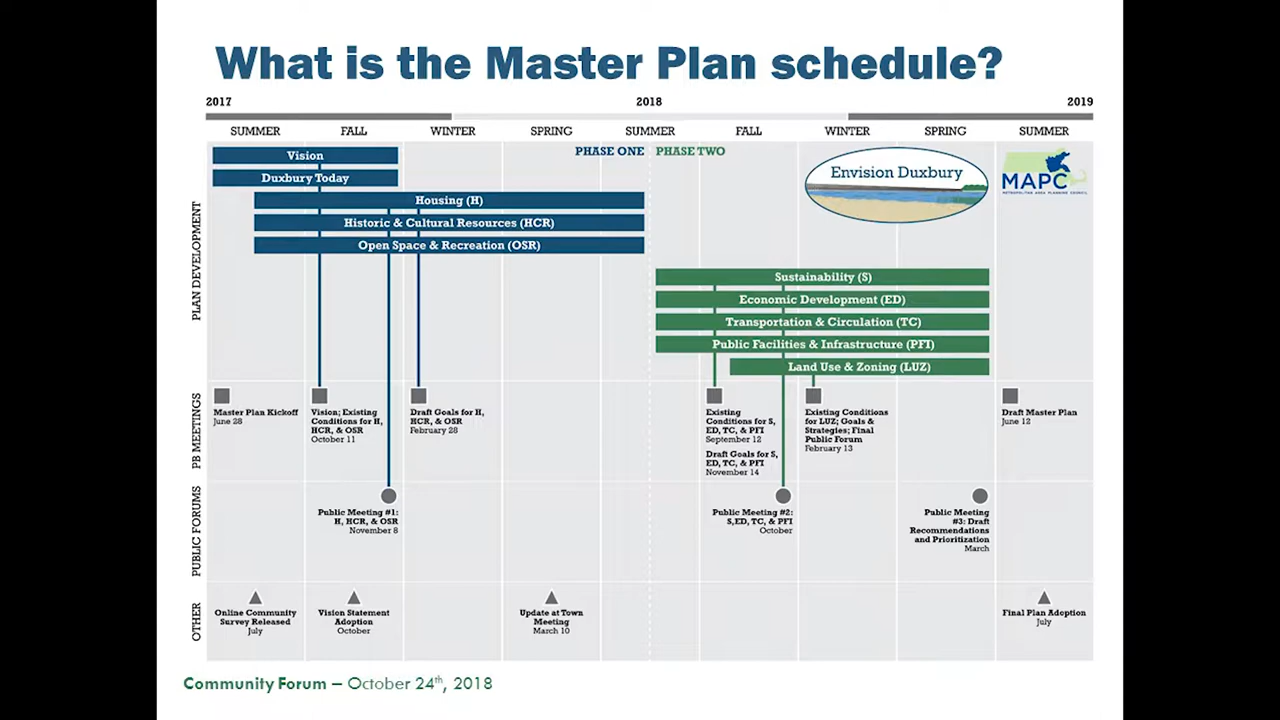 What is the Master Plan schedule?
2017
2018
2019
SUMMER
FALL
WINTER
SPRING
SUMMER
FALL
WINTER
SPRING
SUMMER
PLAN DEVELOPMENT
Vision
Duxbury Today
Housing (H)
Historic & Cultural Resources (HCR)
Open Space & Recreation (OSR)
PHASE ONE
PHASE TWO
Envision Duxbury
MAPC
METROPOLITAN AREA PLANNING COUNCIL
Sustainability (S)
Economic Development (ED)
Transportation & Circulation (TC)
Public Facilities & Infrastructure (PFI)
Land Use & Zoning (LUZ)
PB MEETINGS
Master Plan Kickoff
June 28
Vision; Existing
Conditions for H,
HCR, & OSR
October 11
Draft Goals for H,
HCR, & OSR
February 28
Existing
Conditions for S,
ED, TC, & PFI
September 12
Draft Goals for S,
ED, TC, & PFI
November 14
Existing Conditions
for LUZ; Goals &
Strategies; Final
Public Forum
February 13
Draft Master Plan
June 12
PUBLIC FORUMS
Public Meeting #1:
H, HCR, & OSR
November 8
Public Meeting #2:
S,ED, TC, & PFI
October
Public Meeting
#3: Draft
Recommendations
and Prioritization
March
OTHER
Online Community
Survey Released
July
Vision Statement
Adoption
October
Update at Town
Meeting
March 10
Final Plan Adoption
July
Community Forum – October 24th, 2018